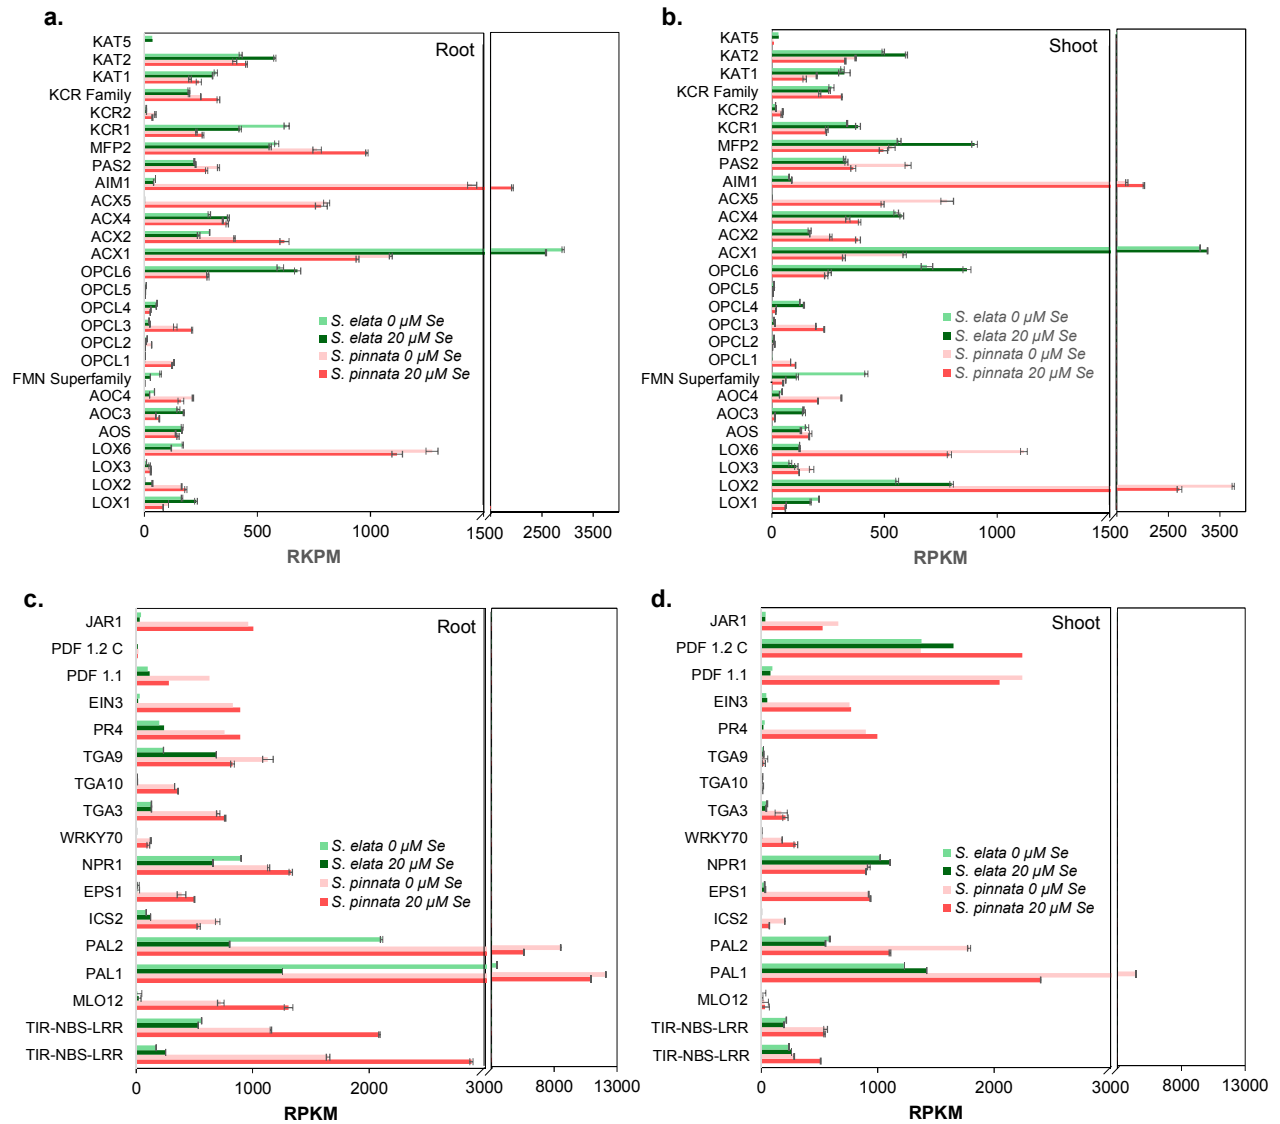 a.
Root
KAT5
KAT2
KAT1
KCR Family
KCR2
KCR1
MFP2
PAS2
AIM1
ACX5
ACX4
ACX2
ACX1
OPCL6
OPCL5
OPCL4
OPCL3
OPCL2
OPCL1
FMN Superfamily
AOC4
AOC3
AOS
LOX6
LOX3
LOX2
LOX1
S. elata 0 µM Se
S. elata 20 µM Se
S. pinnata 0 µM Se
S. pinnata 20 µM Se
0 500 1000 1500 2500 3500
RKPM
b.
Shoot
KAT5
KAT2
KAT1
KCR Family
KCR2
KCR1
MFP2
PAS2
AIM1
ACX5
ACX4
ACX2
ACX1
OPCL6
OPCL5
OPCL4
OPCL3
OPCL2
OPCL1
FMN Superfamily
AOC4
AOC3
AOS
LOX6
LOX3
LOX2
LOX1
S. elata 0 µM Se
S. elata 20 µM Se
S. pinnata 0 µM Se
S. pinnata 20 µM Se
0 500 1000 1500 2500 3500
RPKM
c.
Root
JAR1
PDF 1.2 C
PDF 1.1
EIN3
PR4
TGA9
TGA10
TGA3
WRKY70
NPR1
EPS1
ICS2
PAL2
PAL1
MLO12
TIR-NBS-LRR
TIR-NBS-LRR
S. elata 0 µM Se
S. elata 20 µM Se
S. pinnata 0 µM Se
S. pinnata 20 µM Se
0 1000 2000 3000 8000 13000
RPKM
d.
Shoot
JAR1
PDF 1.2 C
PDF 1.1
EIN3
PR4
TGA9
TGA10
TGA3
WRKY70
NPR1
EPS1
ICS2
PAL2
PAL1
MLO12
TIR-NBS-LRR
TIR-NBS-LRR
S. elata 0 µM Se
S. elata 20 µM Se
S. pinnata 0 µM Se
S. pinnata 20 µM Se
0 1000 2000 3000 8000 13000
RPKM